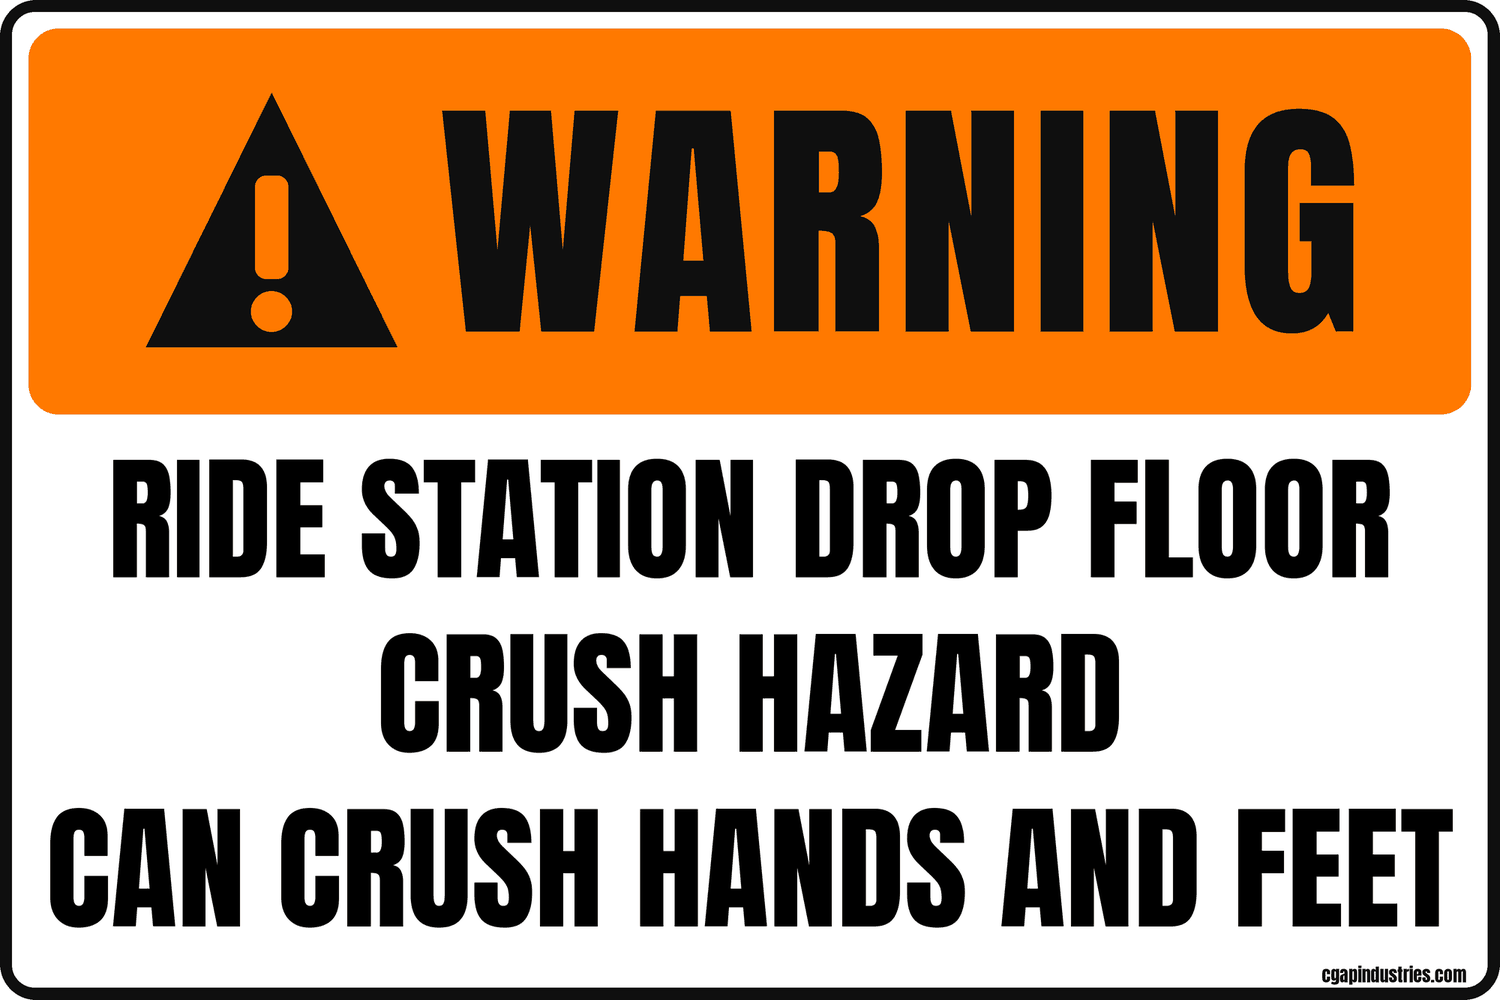 WARNING
RIDE STATION DROP FLOOR
CRUSH HAZARD
CAN CRUSH HANDS AND FEET
cgapindustries.com